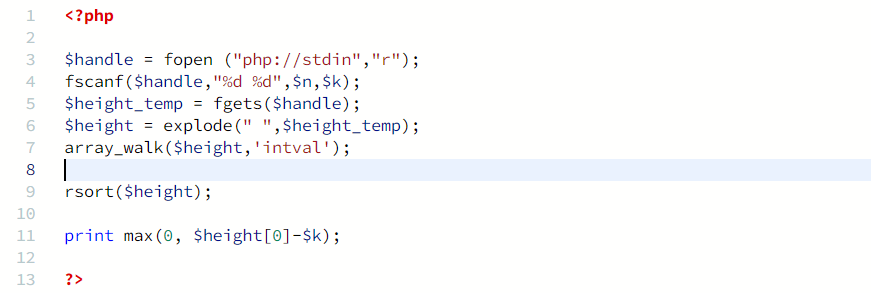 1 <?php
2
3 $handle = fopen ("php://stdin","r");
4 fscanf($handle,"%d %d",$n,$k);
5 $height_temp = fgets($handle);
6 $height = explode(" ",$height_temp);
7 array_walk($height,'intval');
8
9 rsort($height);
10
11 print max(0, $height[0]-$k);
12
13 ?>